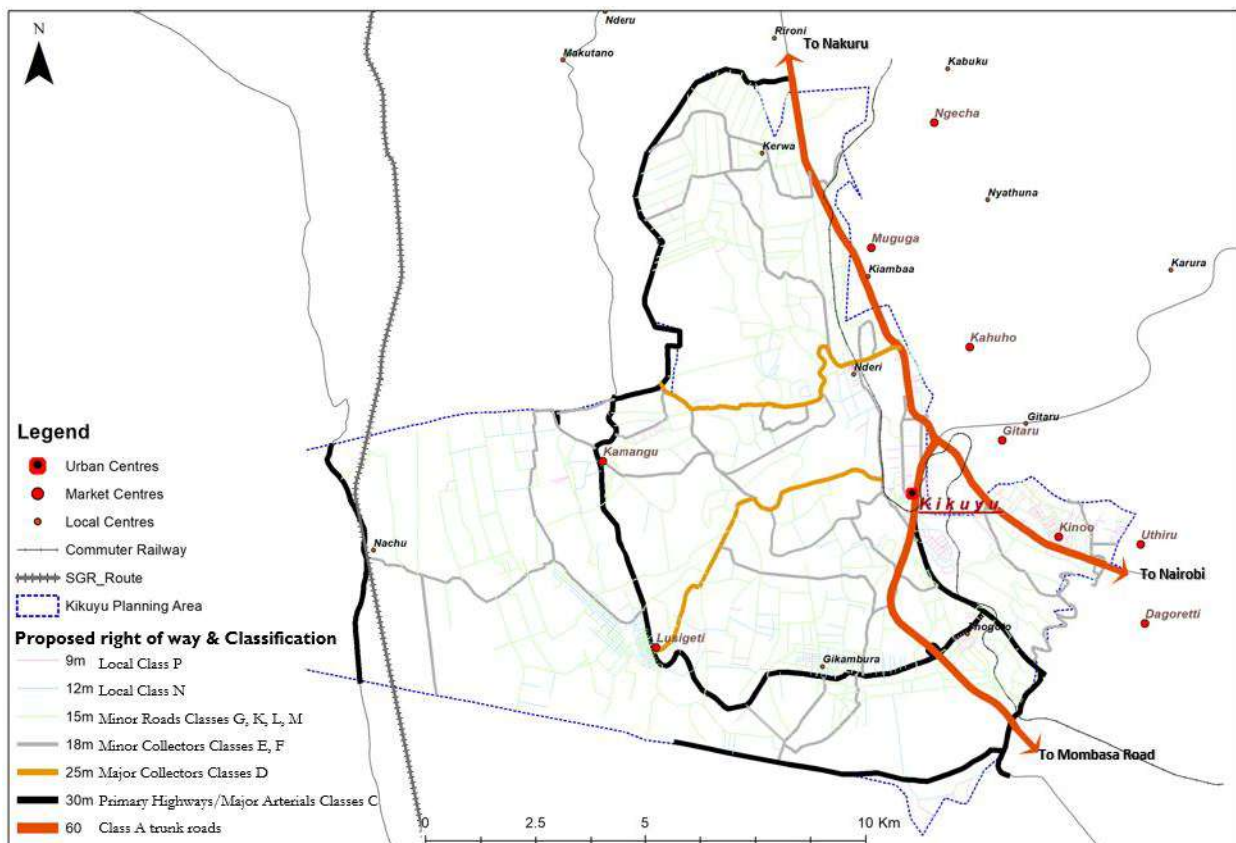 N
Nderu
Rironi
To Nakuru
Makutano
Kabuku
Ngecha
Kerwa
Nyathuna
Muguga
Kiambaa
Karura
Kahuho
Nderi
Gitaru
Gitaru
Kamangu
Kikuyu
Kinoo
Uthiru
Nachu
To Nairobi
Dagoretti
Lusigeti
Thogoto
Gikambura
To Mombasa Road
Legend
Urban Centres
Market Centres
Local Centres
Commuter Railway
SGR_Route
Kikuyu Planning Area
Proposed right of way & Classification
9m Local Class P
12m Local Class N
15m Minor Roads Classes G, K, L, M
18m Minor Collectors Classes E, F
25m Major Collectors Classes D
30m Primary Highways/Major Arterials Classes C
60 Class A trunk roads
0 2.5 5 10 Km